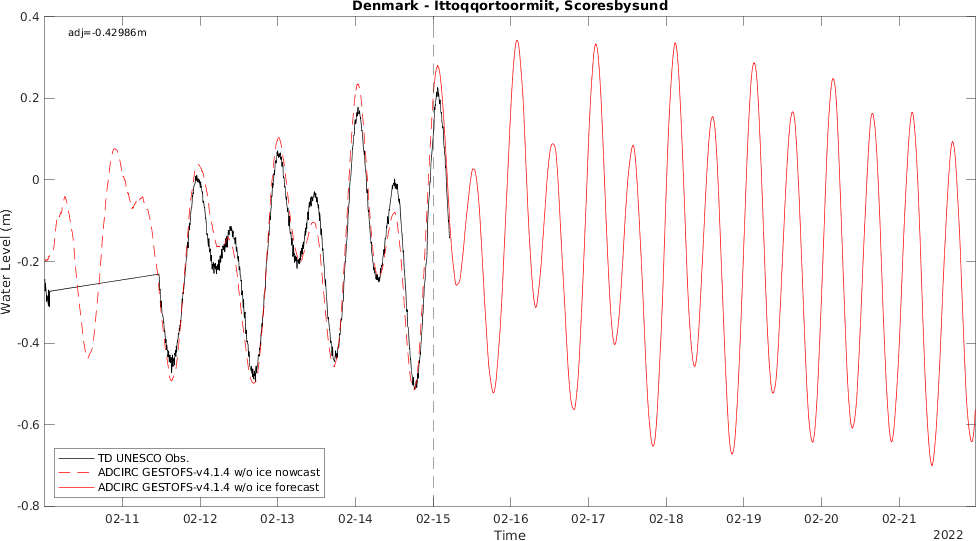 Denmark - Ittoqqortoormiit, Scoresbysund
adj=-0.42986m
0.4
0.2
0
-0.2
-0.4
-0.6
-0.8
Water Level (m)
TD UNESCO Obs.
ADCIRC GESTOFS-v4.1.4 w/o ice nowcast
ADCIRC GESTOFS-v4.1.4 w/o ice forecast
02-11 02-12 02-13 02-14 02-15 02-16 02-17 02-18 02-19 02-20 02-21
Time
2022